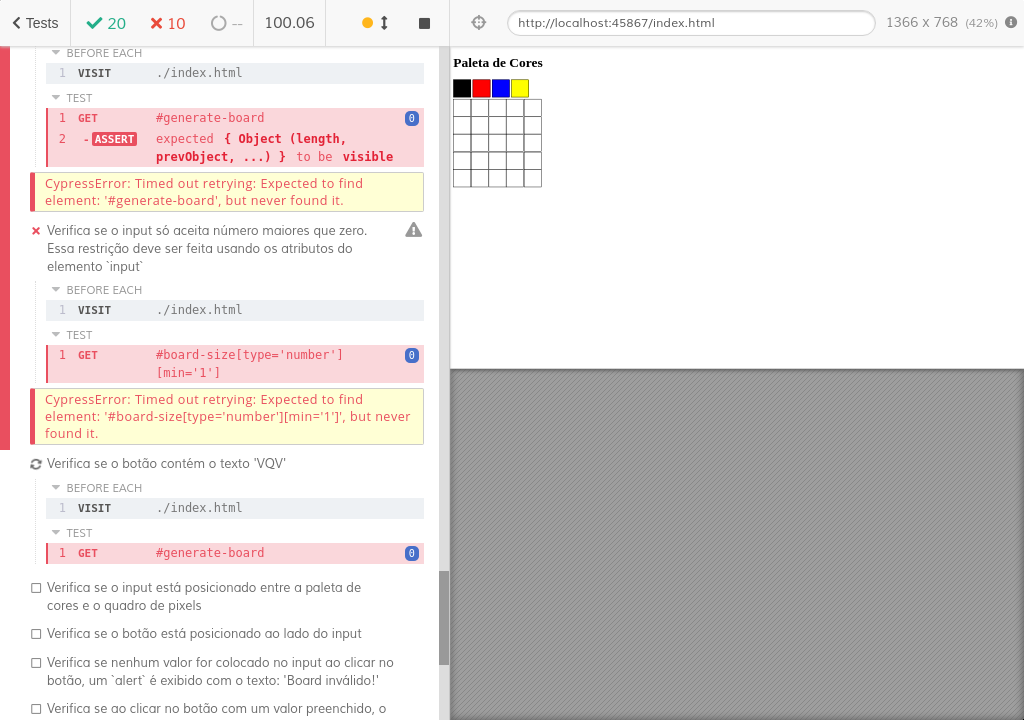 Tests 20 10 -- 100.06 http://localhost:45867/index.html 1366 x 768 (42%)
BEFORE EACH
1 VISIT ./index.html
TEST
1 GET #generate-board 0
2 -ASSERT expected { Object (length,
prevObject, ...) } to be visible
CypressError: Timed out retrying: Expected to find
element: '#generate-board', but never found it.
Verifica se o input só aceita número maiores que zero.
Essa restrição deve ser feita usando os atributos do
elemento `input`
BEFORE EACH
1 VISIT ./index.html
TEST
1 GET #board-size[type='number'] 0
[min='1']
CypressError: Timed out retrying: Expected to find
element: '#board-size[type='number'][min='1']', but never
found it.
Verifica se o botão contém o texto 'VQV'
BEFORE EACH
1 VISIT ./index.html
TEST
1 GET #generate-board 0
Verifica se o input está posicionado entre a paleta de
cores e o quadro de pixels
Verifica se o botão está posicionado ao lado do input
Verifica se nenhum valor for colocado no input ao clicar no
botão, um `alert` é exibido com o texto: 'Board inválido!'
Verifica se ao clicar no botão com um valor preenchido, o
Paleta de Cores